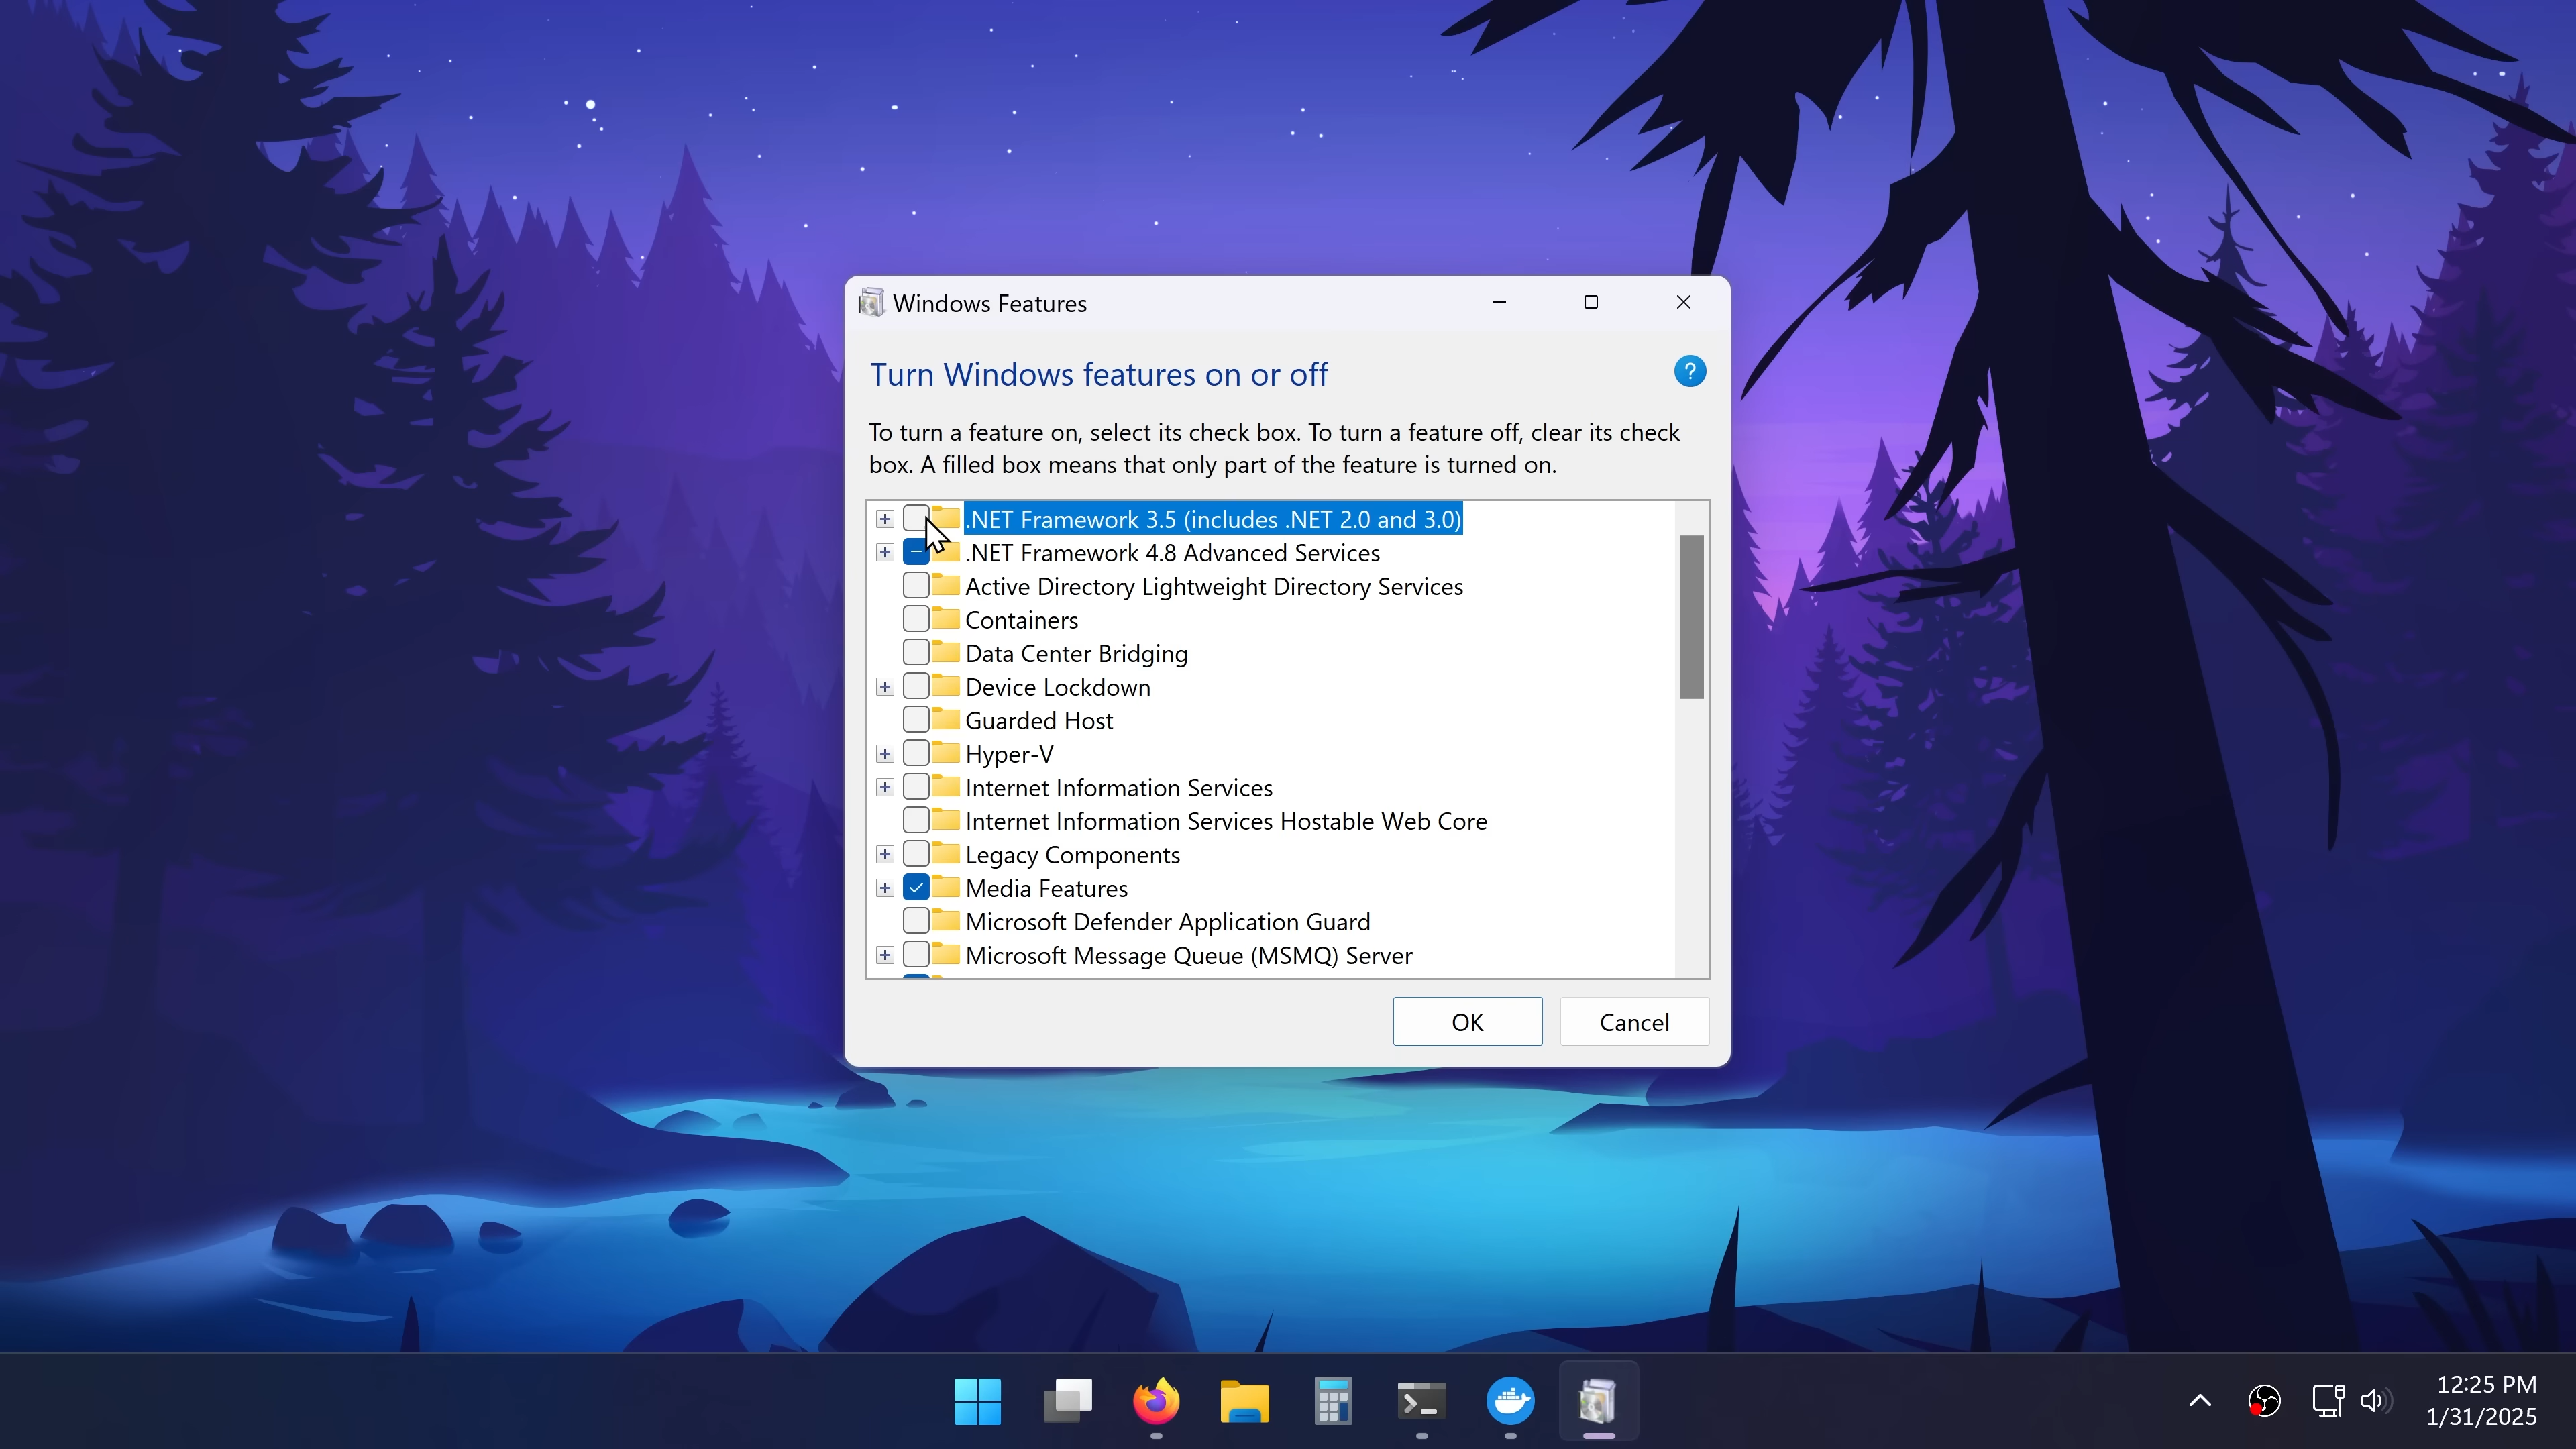 Windows Features
Turn Windows features on or off
?
To turn a feature on, select its check box. To turn a feature off, clear its check
box. A filled box means that only part of the feature is turned on.
.NET Framework 3.5 (includes .NET 2.0 and 3.0)
.NET Framework 4.8 Advanced Services
Active Directory Lightweight Directory Services
Containers
Data Center Bridging
Device Lockdown
Guarded Host
Hyper-V
Internet Information Services
Internet Information Services Hostable Web Core
Legacy Components
Media Features
Microsoft Defender Application Guard
Microsoft Message Queue (MSMQ) Server
OK
Cancel
12:25 PM
1/31/2025